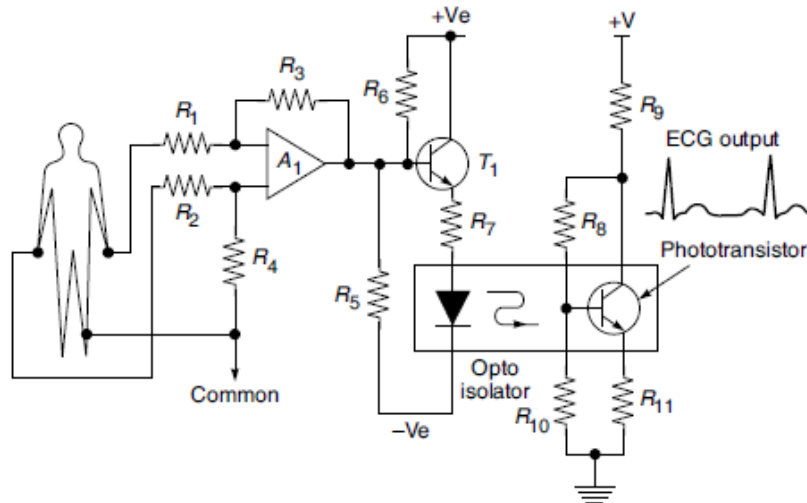 +Ve
+V
R3
R6
R1
R9
ECG output
A1
T1
R2
R7
R8
Phototransistor
R4
R5
Opto
isolator
Common
R10
R11
–Ve